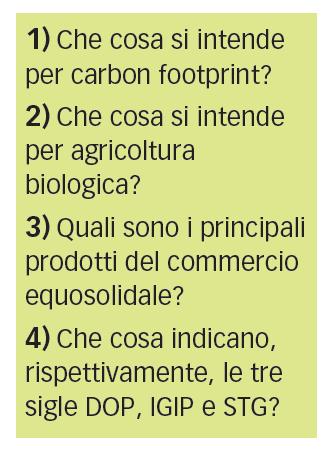 1) Che cosa si intende
per carbon footprint?
2) Che cosa si intende
per agricoltura
biologica?
3) Quali sono i principali
prodotti del commercio
equosolidale?
4) Che cosa indicano,
rispettivamente, le tre
sigle DOP, IGIP e STG?